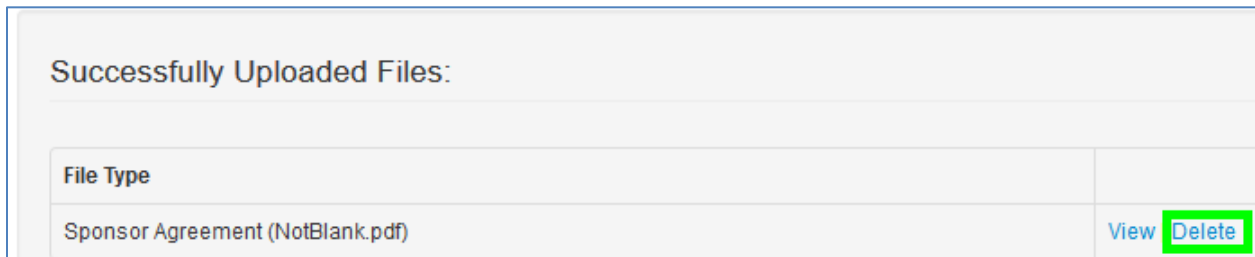 Successfully Uploaded Files:
File Type
Sponsor Agreement (NotBlank.pdf) View Delete